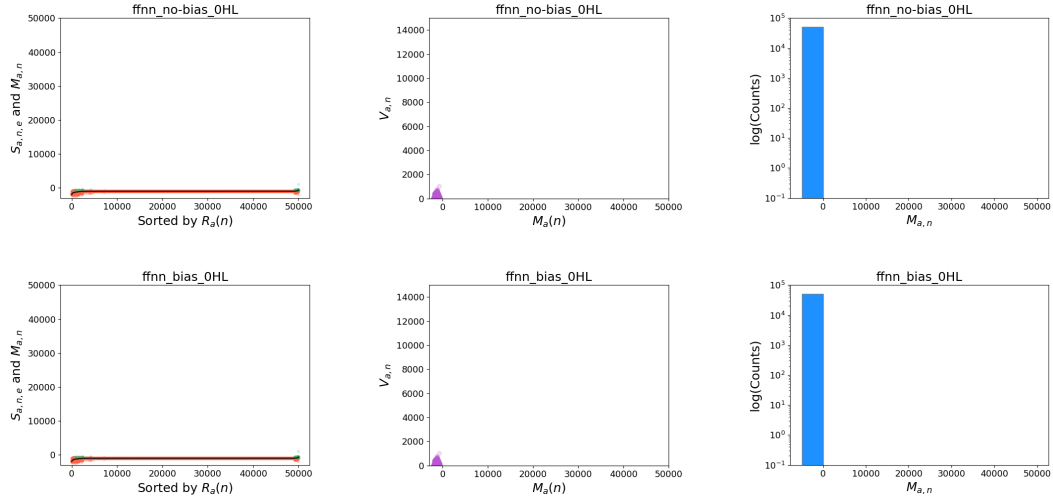 ffnn_no-bias_0HL
50000
40000
30000
20000
10000
0
S_{a,n,e} and M_{a,n}
0 10000 20000 30000 40000 50000
Sorted by R_a(n)
ffnn_no-bias_0HL
14000
12000
10000
8000
6000
4000
2000
0
V_{a,n}
0 10000 20000 30000 40000 50000
M_a(n)
ffnn_no-bias_0HL
10^5
10^4
10^3
10^2
10^1
10^0
10^{-1}
log(Counts)
0 10000 20000 30000 40000 50000
M_{a,n}
ffnn_bias_0HL
50000
40000
30000
20000
10000
0
S_{a,n,e} and M_{a,n}
0 10000 20000 30000 40000 50000
Sorted by R_a(n)
ffnn_bias_0HL
14000
12000
10000
8000
6000
4000
2000
0
V_{a,n}
0 10000 20000 30000 40000 50000
M_a(n)
ffnn_bias_0HL
10^5
10^4
10^3
10^2
10^1
10^0
10^{-1}
log(Counts)
0 10000 20000 30000 40000 50000
M_{a,n}